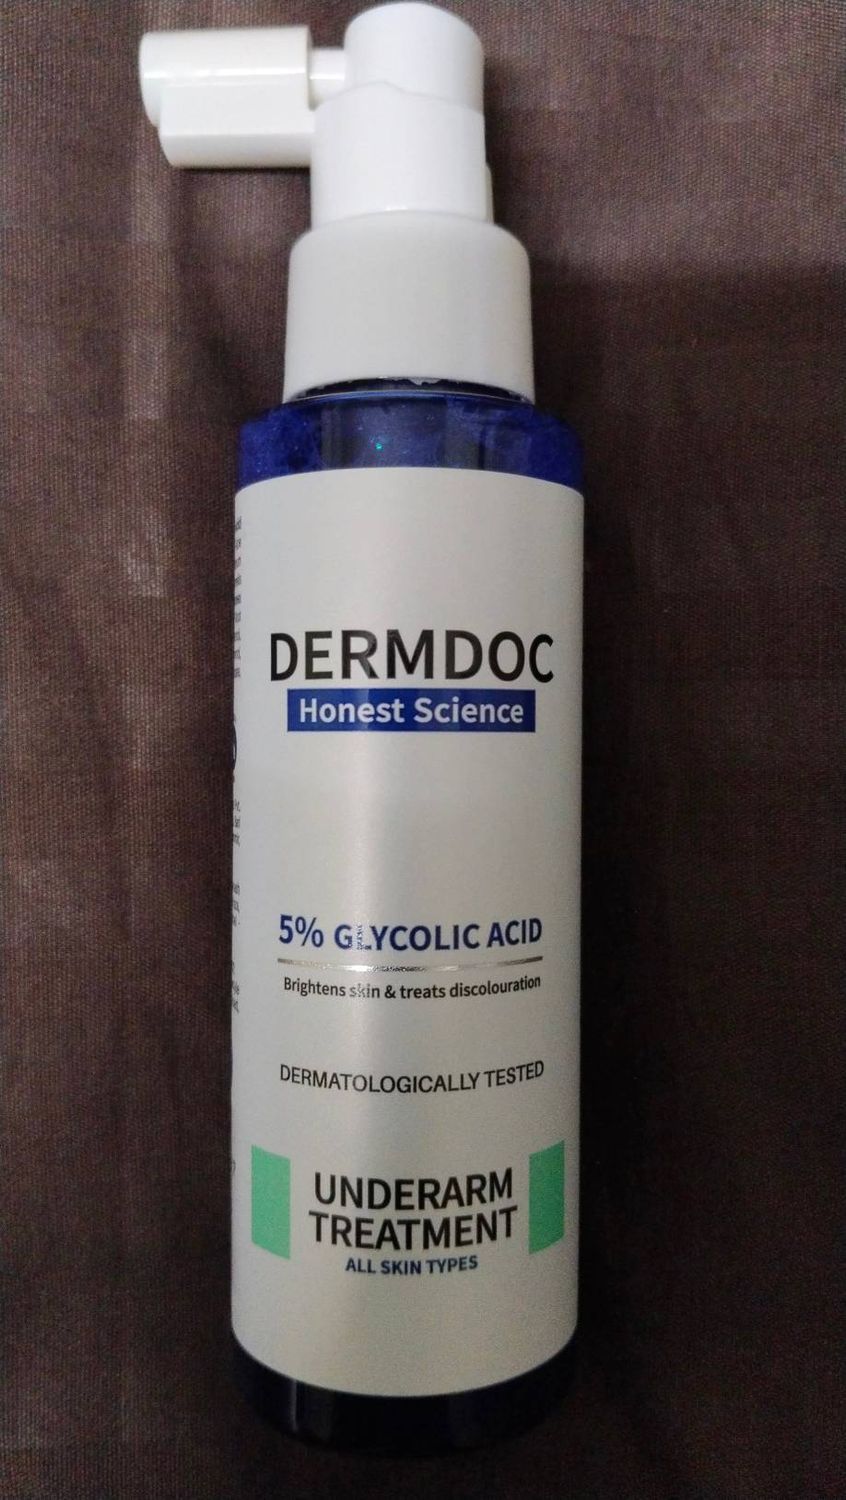 DERMDOC
Honest Science
5% GLYCOLIC ACID
Brightens skin & treats discolouration
DERMATOLOGICALLY TESTED
UNDERARM
TREATMENT
ALL SKIN TYPES